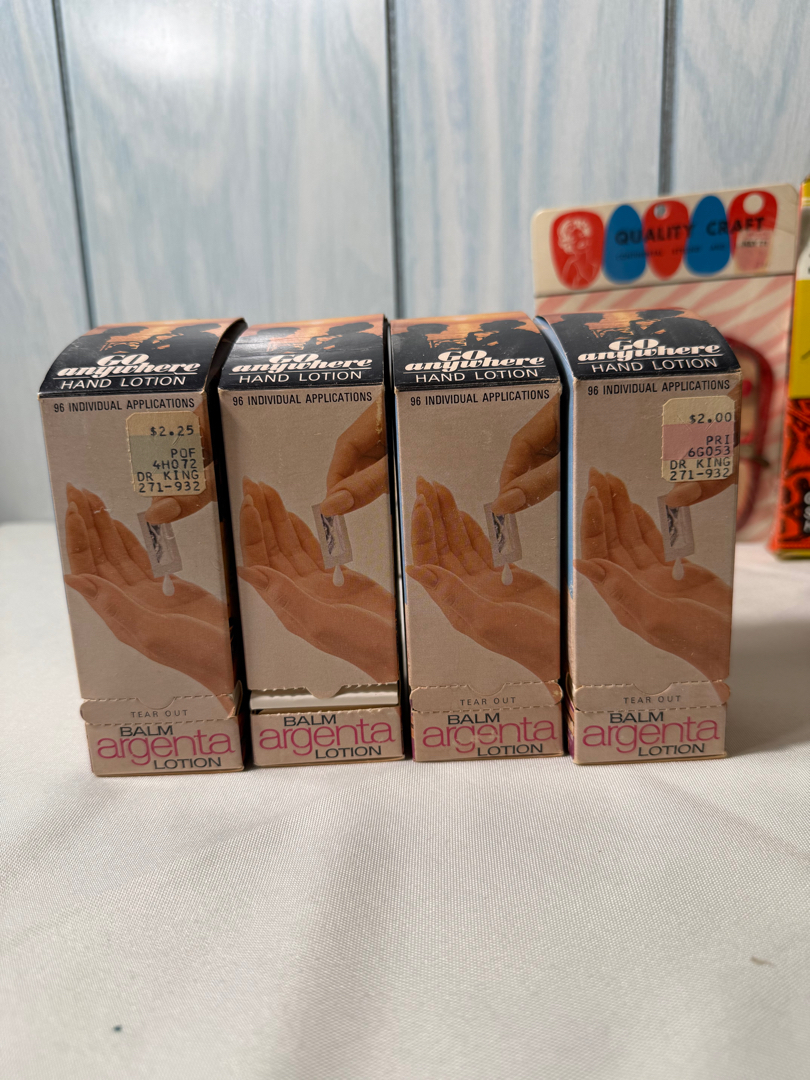 GO
anywhere
HAND LOTION
96 INDIVIDUAL APPLICATIONS
$2.25
POF
4H072
DR KING
271-932
TEAR OUT
BALM
argenta
LOTION
GO
anywhere
HAND LOTION
96 INDIVIDUAL APPLICATIONS
BALM
argenta
LOTION
GO
anywhere
HAND LOTION
96 INDIVIDUAL APPLICATIONS
TEAR OUT
BALM
argenta
LOTION
GO
anywhere
HAND LOTION
96 INDIVIDUAL APPLICATIONS
$2.00
PRI
6G053
DR KING
271-932
TEAR OUT
BALM
argenta
LOTION
QUALITY CRAFT